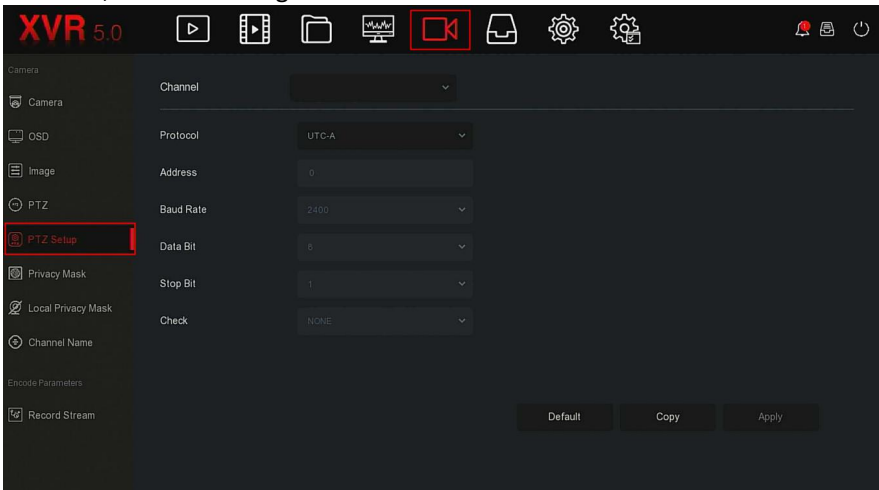 XVR 5.0
Camera
Camera
OSD
Image
PTZ
PTZ Setup
Privacy Mask
Local Privacy Mask
Channel Name
Encode Parameters
Record Stream
Channel
Protocol UTC-A
Address 0
Baud Rate 2400
Data Bit 8
Stop Bit 1
Check NONE
Default Copy Apply